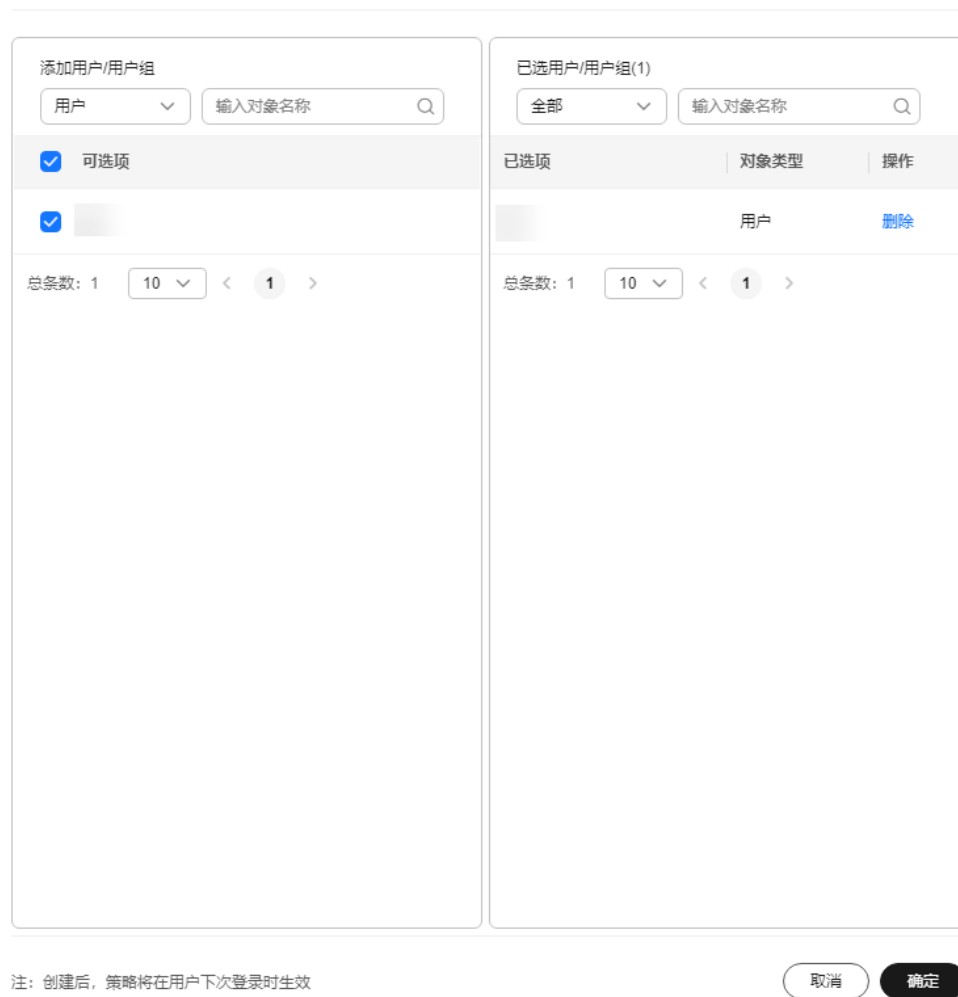 添加用户/用户组
用户 输入对象名称
可选项
总条数：1 10 1
已选用户/用户组(1)
全部 输入对象名称
已选项 对象类型 操作
用户 删除
总条数：1 10 1
注：创建后，策略将在用户下次登录时生效
取消 确定